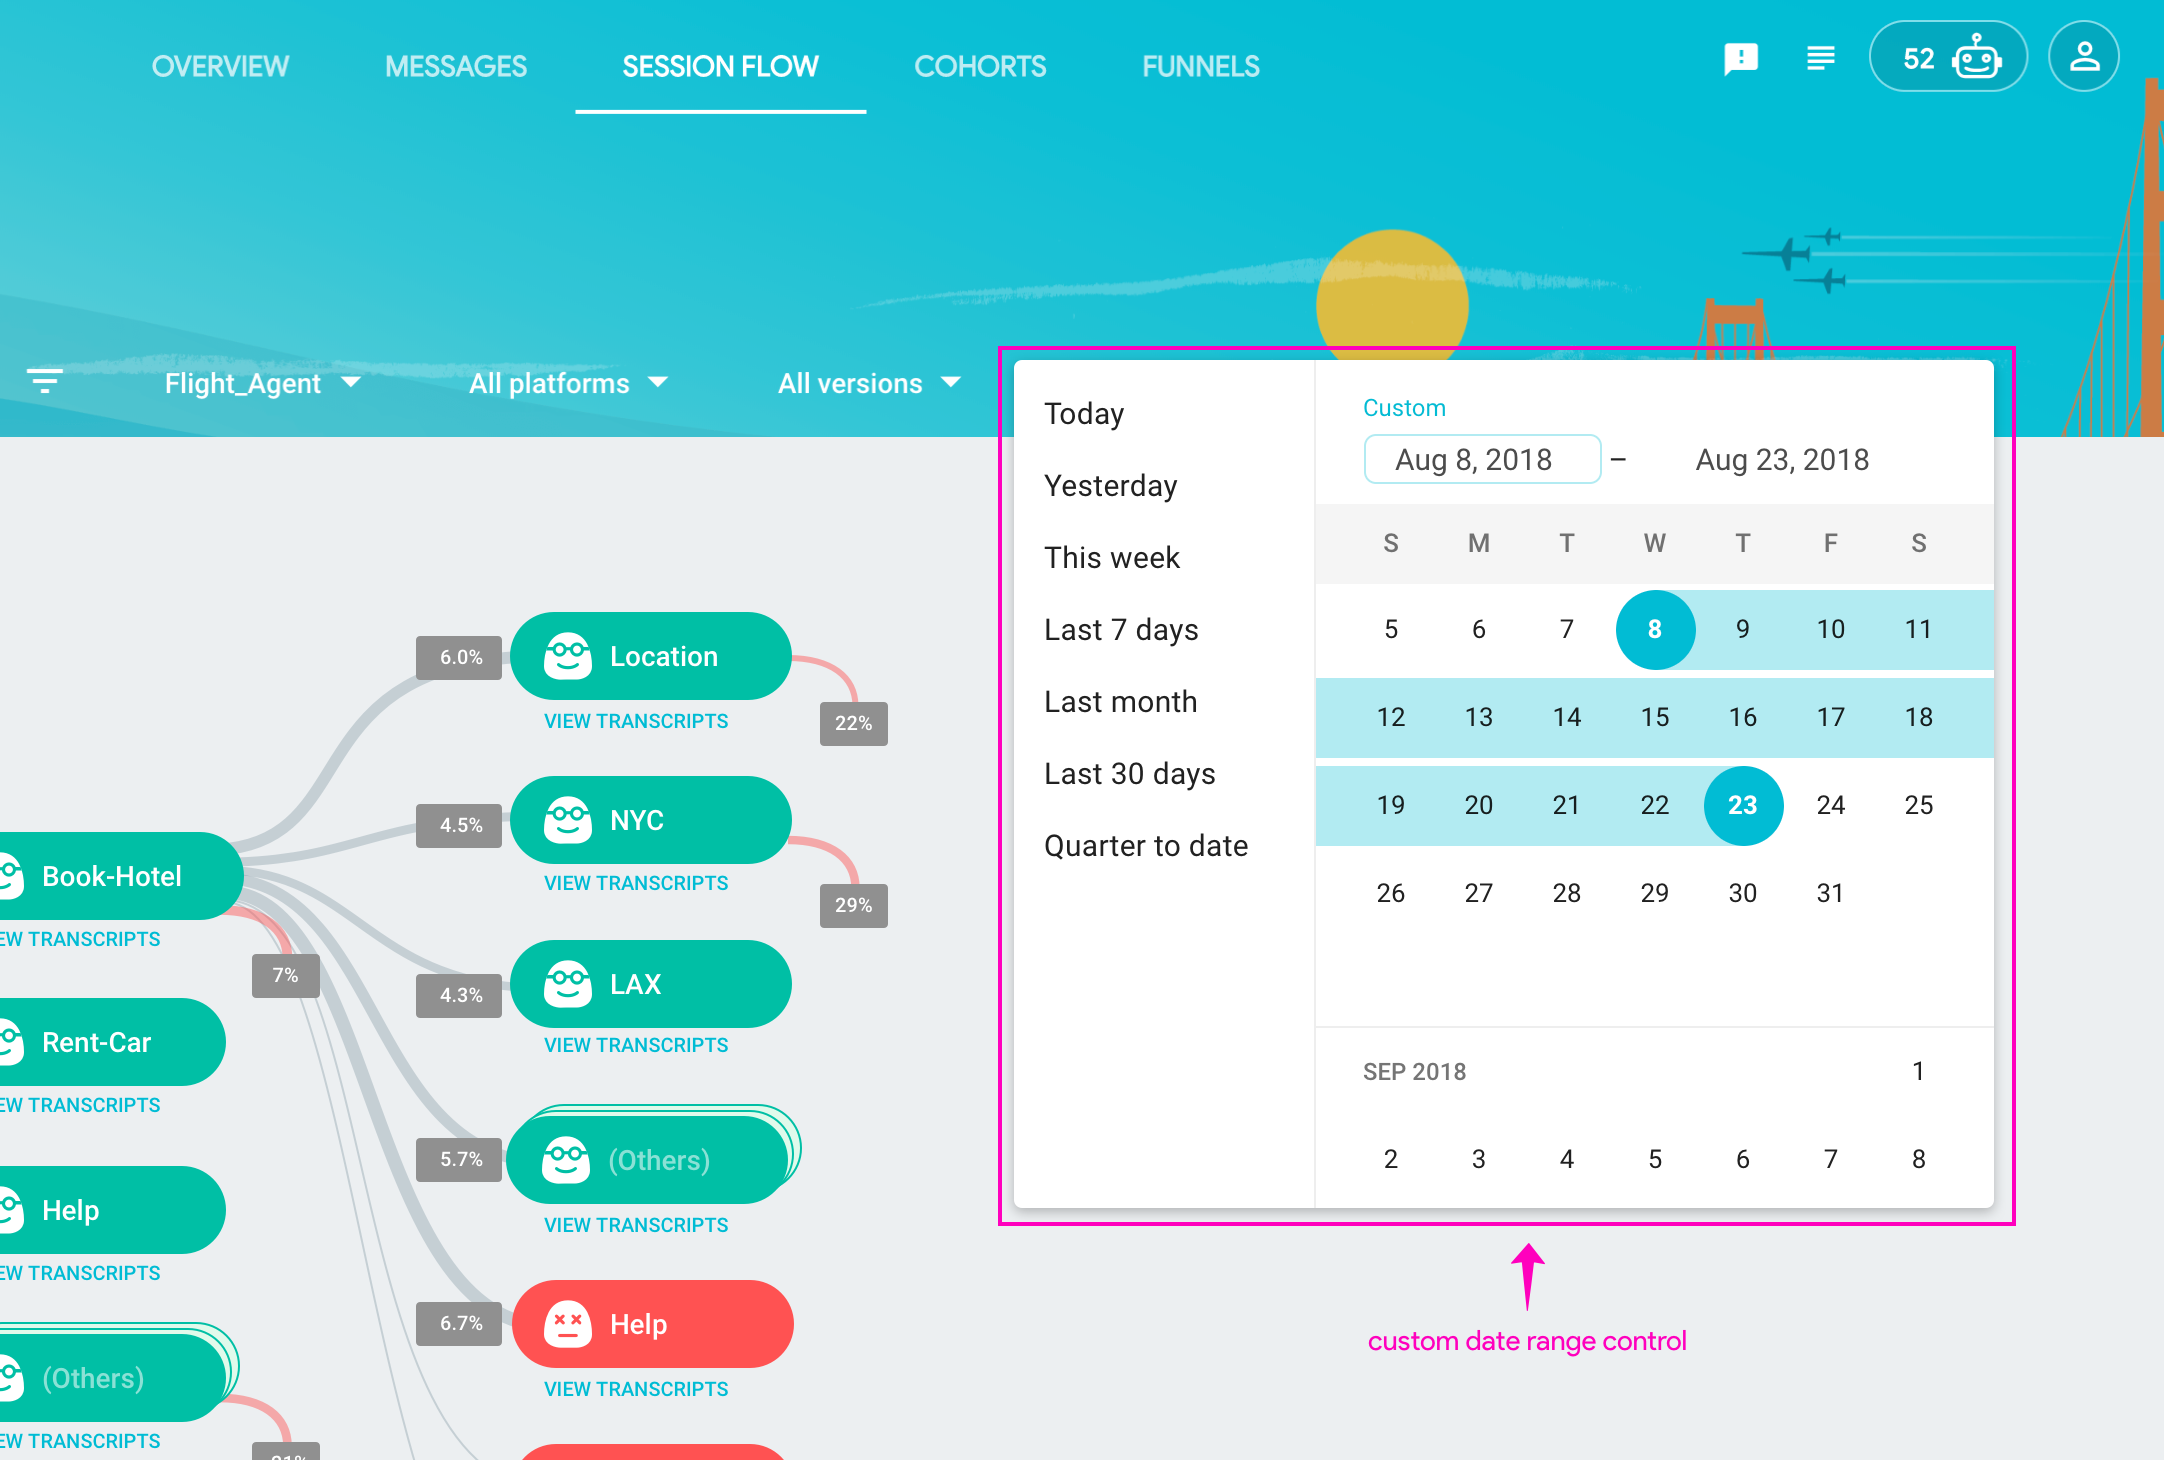 OVERVIEW MESSAGES SESSION FLOW COHORTS FUNNELS 52
Flight_Agent All platforms All versions
Today
Yesterday
This week
Last 7 days
Last month
Last 30 days
Quarter to date
Custom
Aug 8, 2018 – Aug 23, 2018
S M T W T F S
5 6 7 8 9 10 11
12 13 14 15 16 17 18
19 20 21 22 23 24 25
26 27 28 29 30 31
SEP 2018 1
2 3 4 5 6 7 8
custom date range control
Book-Hotel
EW TRANSCRIPTS
7%
Rent-Car
EW TRANSCRIPTS
Help
EW TRANSCRIPTS
(Others)
EW TRANSCRIPTS
6.0% Location
VIEW TRANSCRIPTS
22%
4.5% NYC
VIEW TRANSCRIPTS
29%
4.3% LAX
VIEW TRANSCRIPTS
5.7% (Others)
VIEW TRANSCRIPTS
6.7% Help
VIEW TRANSCRIPTS